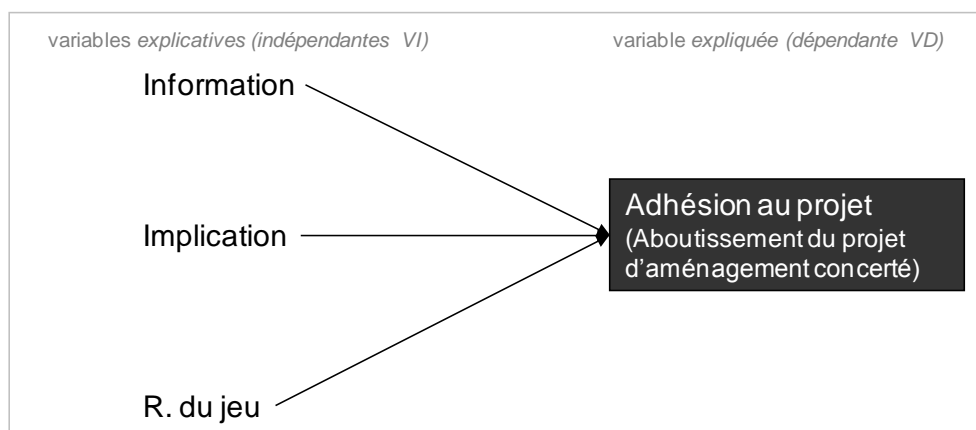 variables explicatives (indépendantes VI)
variable expliquée (dépendante VD)
Information
Implication
R. du jeu
Adhésion au projet
(Aboutissement du projet
d'aménagement concerté)